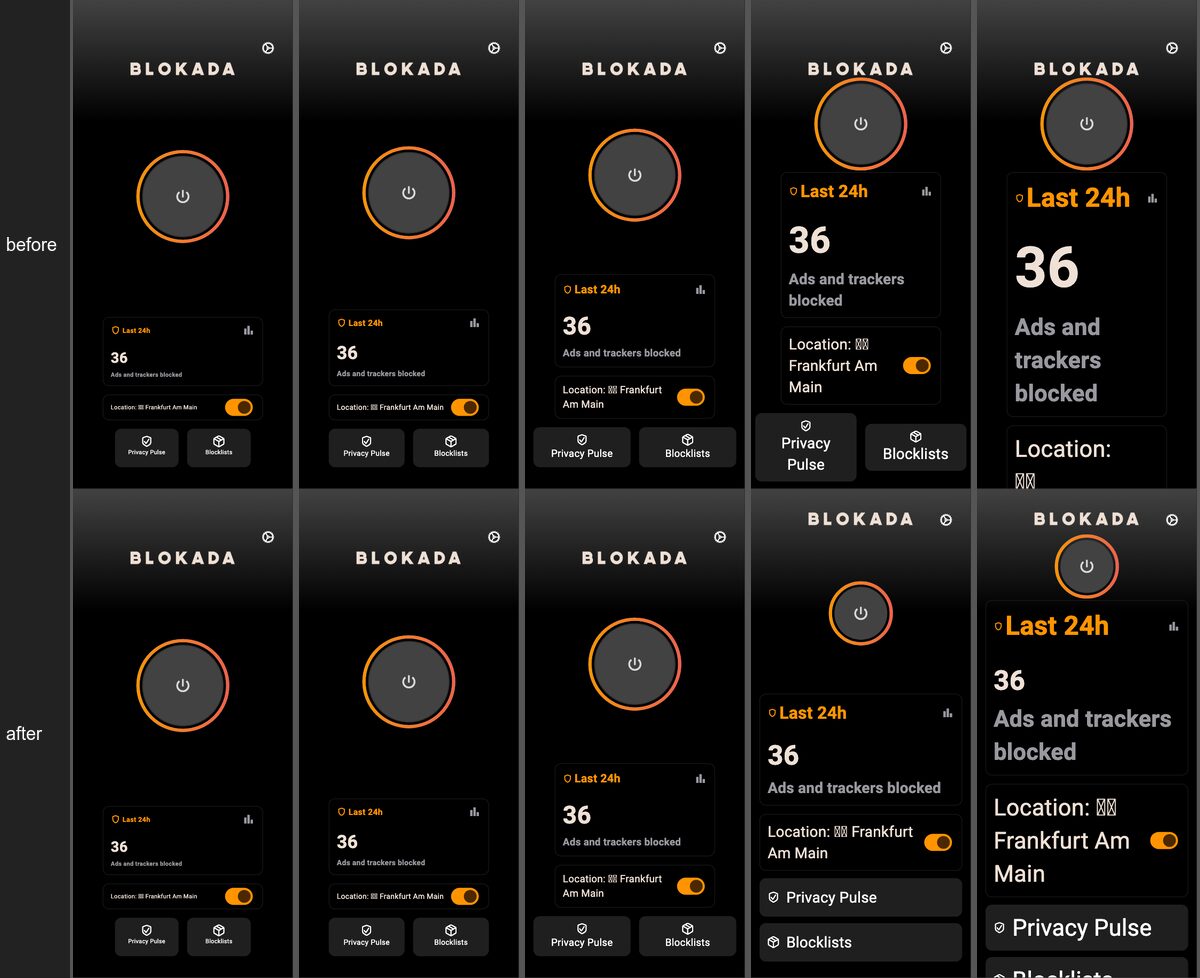 before
BLOKADA
Last 24h
36
Ads and trackers blocked
Location: Frankfurt Am Main
Privacy Pulse
Blocklists
BLOKADA
Last 24h
36
Ads and trackers blocked
Location: Frankfurt Am Main
Privacy Pulse
Blocklists
BLOKADA
Last 24h
36
Ads and trackers blocked
Location: Frankfurt
Am Main
Privacy Pulse
Blocklists
BLOKADA
Last 24h
36
Ads and trackers
blocked
Location:
Frankfurt Am
Main
Privacy
Pulse
Blocklists
BLOKADA
Last 24h
36
Ads and
trackers
blocked
Location:
after
BLOKADA
Last 24h
36
Ads and trackers blocked
Location: Frankfurt Am Main
Privacy Pulse
Blocklists
BLOKADA
Last 24h
36
Ads and trackers blocked
Location: Frankfurt Am Main
Privacy Pulse
Blocklists
BLOKADA
Last 24h
36
Ads and trackers blocked
Location: Frankfurt
Am Main
Privacy Pulse
Blocklists
BLOKADA
Last 24h
36
Ads and trackers blocked
Location: Frankfurt
Am Main
Privacy Pulse
Blocklists
BLOKADA
Last 24h
36
Ads and trackers
blocked
Location:
Frankfurt Am
Main
Privacy Pulse
Blocklists